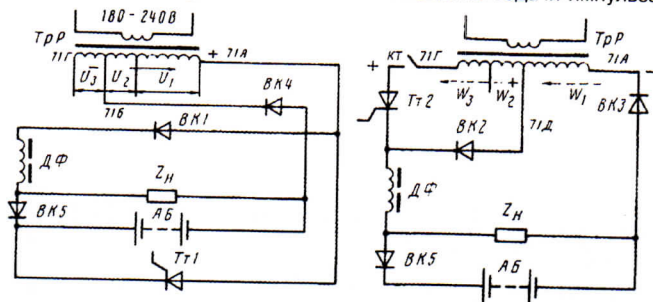 180-240В
ТрР
71Г
+
71А
U3
U2
U1
ВК4
71б
ВК1
ДФ
Zн
ВК5
АБ
Тт1
ТрР
+
КТ
71Г
71А
-
W3
+
W2
W1
Тт2
ВК3
ВК2
71Д
ДФ
Zн
ВК5
АБ